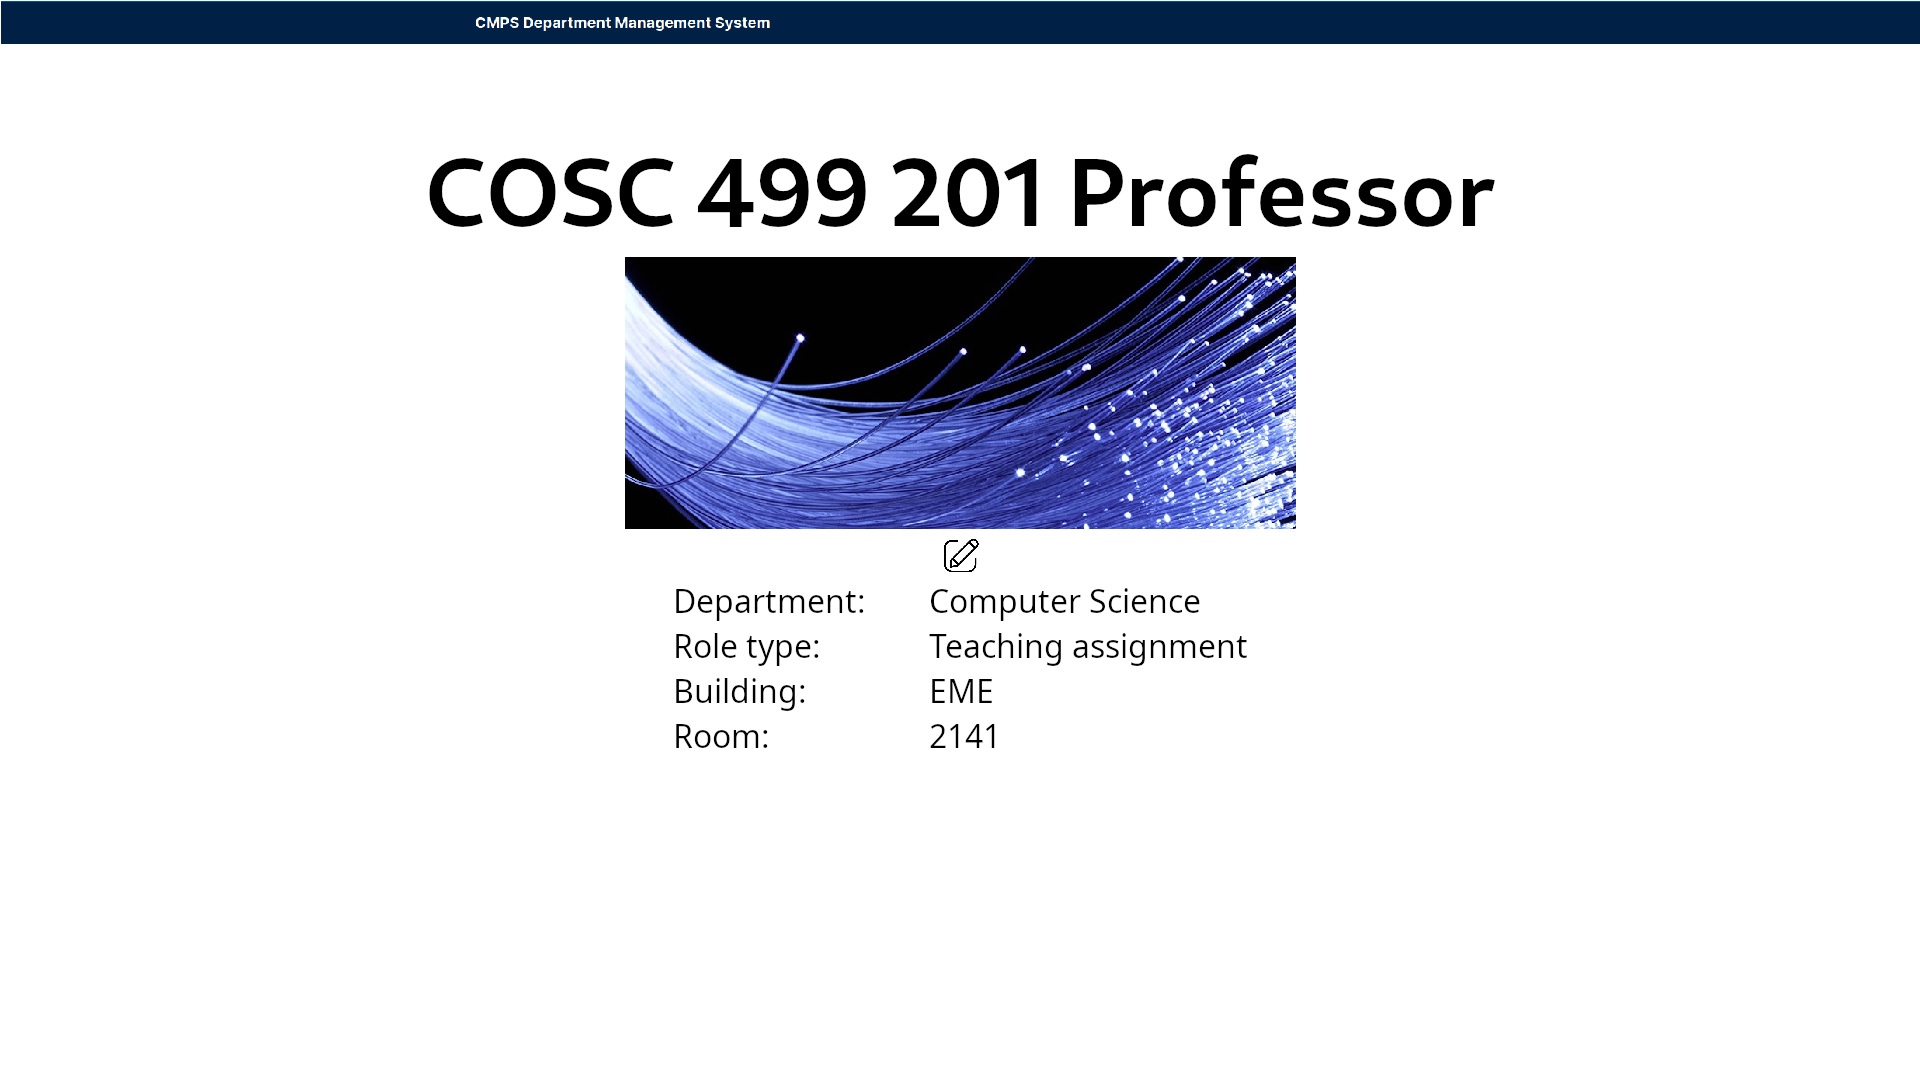 CMPS Department Management System
COSC 499 201 Professor
Department: Computer Science
Role type: Teaching assignment
Building: EME
Room: 2141